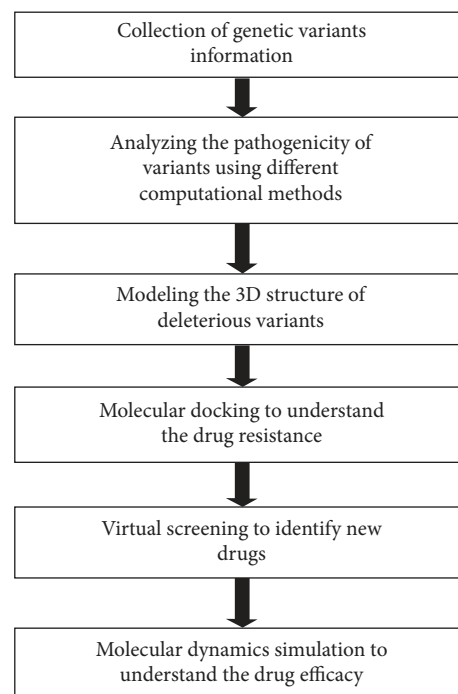 Collection of genetic variants
information
Analyzing the pathogenicity of
variants using different
computational methods
Modeling the 3D structure of
deleterious variants
Molecular docking to understand
the drug resistance
Virtual screening to identify new
drugs
Molecular dynamics simulation to
understand the drug efficacy